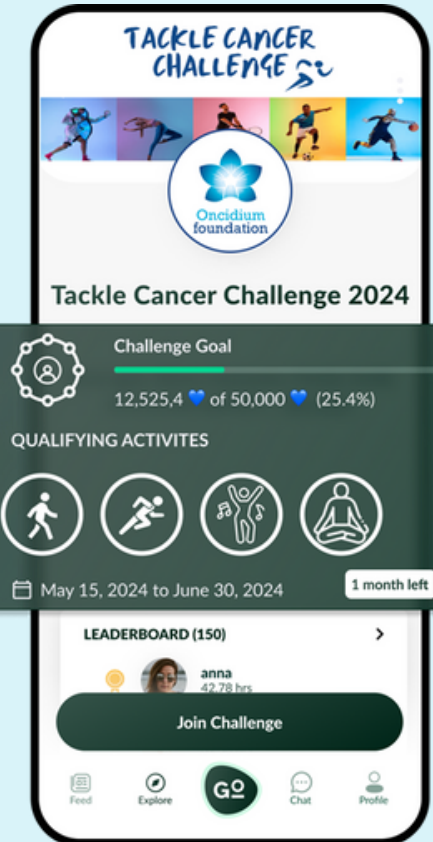 TACKLE CANCER
CHALLENGE
Oncidium
foundation
Tackle Cancer Challenge 2024
Challenge Goal
12,525,4 💙 of 50,000 💙 (25.4%)
QUALIFYING ACTIVITES
May 15, 2024 to June 30, 2024
1 month left
LEADERBOARD (150)
anna
42.78 hrs
Join Challenge
Feed
Explore
GO
Chat
Profile